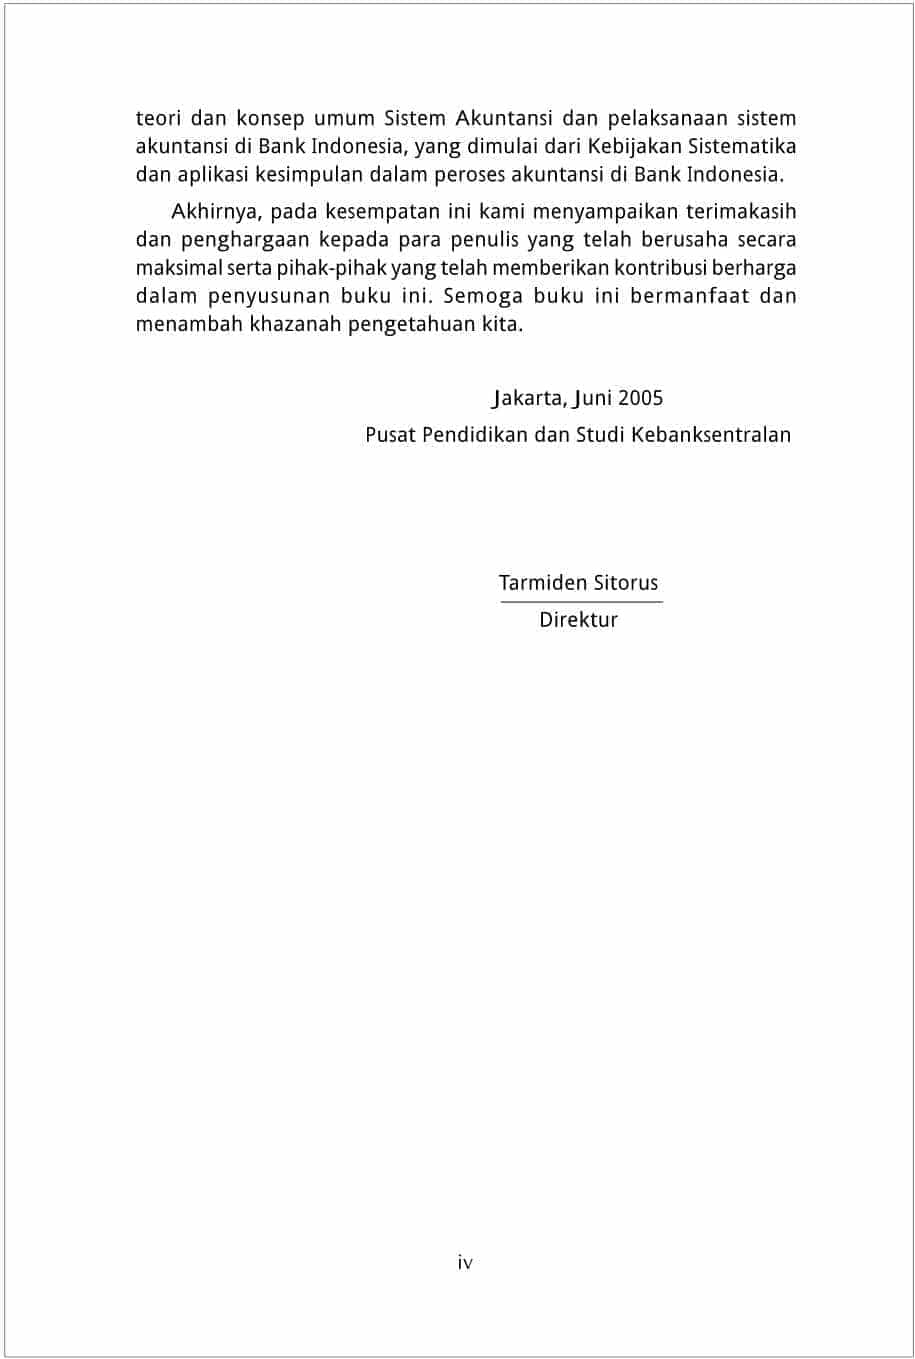 teori dan konsep umum Sistem Akuntansi dan pelaksanaan sistem
akuntansi di Bank Indonesia, yang dimulai dari Kebijakan Sistematika
dan aplikasi kesimpulan dalam peroses akuntansi di Bank Indonesia.
Akhirnya, pada kesempatan ini kami menyampaikan terimakasih
dan penghargaan kepada para penulis yang telah berusaha secara
maksimal serta pihak-pihak yang telah memberikan kontribusi berharga
dalam penyusunan buku ini. Semoga buku ini bermanfaat dan
menambah khazanah pengetahuan kita.
Jakarta, Juni 2005
Pusat Pendidikan dan Studi Kebanksentralan
Tarmiden Sitorus
Direktur
iv